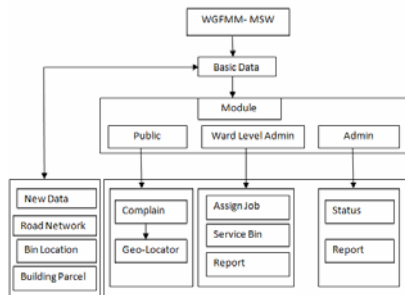 WGFMM- MSW
Basic Data
Module
Public
Ward Level Admin
Admin
New Data
Road Network
Bin Location
Building Parcel
Complain
Geo-Locator
Assign Job
Service Bin
Report
Status
Report